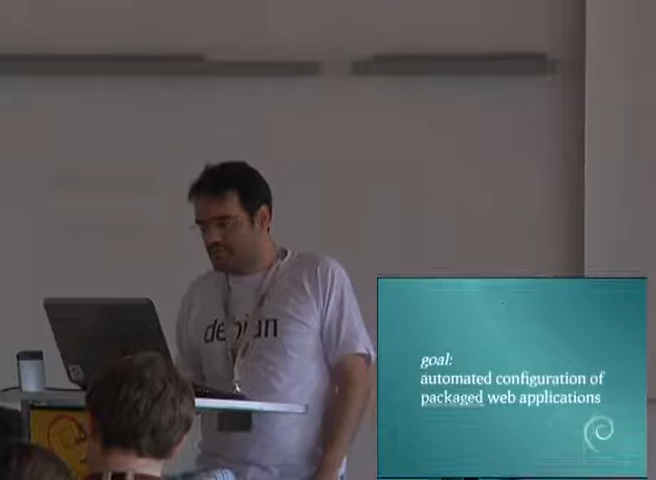 debian
goal:
automated configuration of
packaged web applications